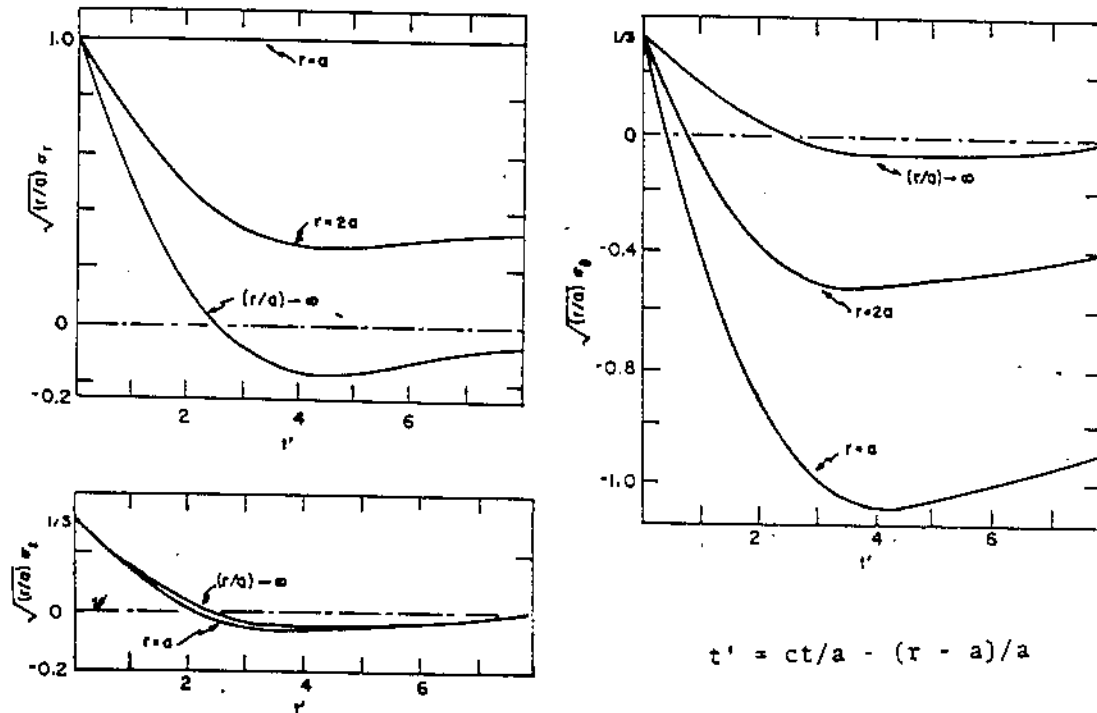 1.0
r = a
√(r/a) σr
r = 2a
(r/a) → ∞
0
-0.2
2
4
6
t'
1/3
0
(r/a) → ∞
-0.4
√(r/a) σθ
r = 2a
-0.8
r = a
-1.0
2
4
6
t'
1/3
√(r/a) σz
(r/a) → ∞
0
r = a
-0.2
2
4
6
t'
t' = ct/a - (r - a)/a